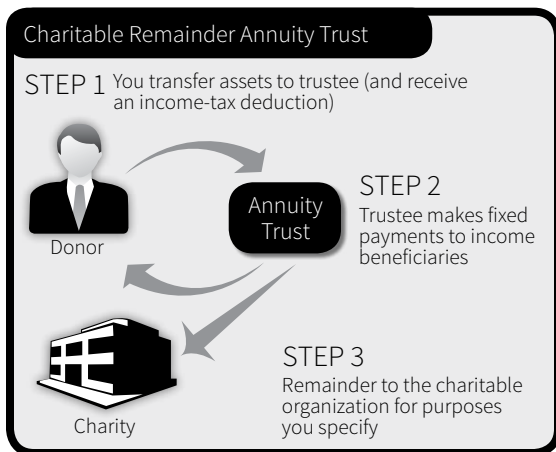 Charitable Remainder Annuity Trust
STEP 1 You transfer assets to trustee (and receive
an income-tax deduction)
Donor
Annuity
Trust
STEP 2
Trustee makes fixed
payments to income
beneficiaries
Charity
STEP 3
Remainder to the charitable
organization for purposes
you specify